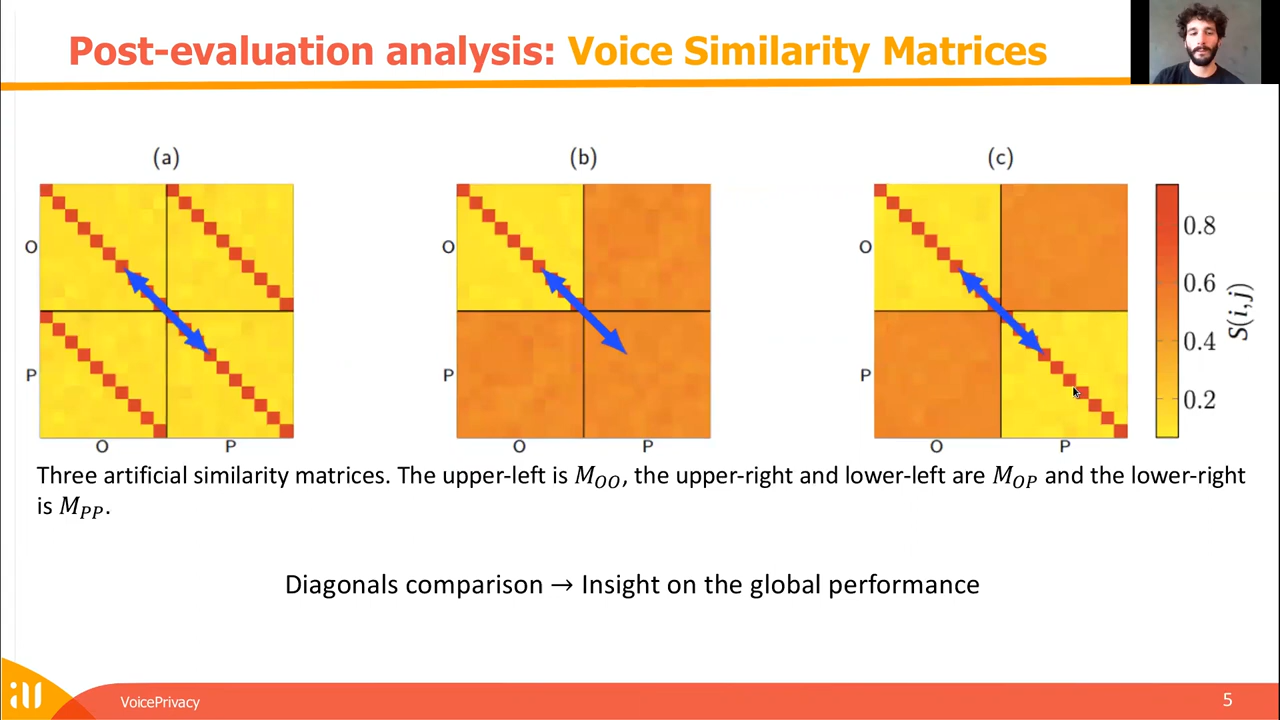 Post-evaluation analysis: Voice Similarity Matrices
(a) (b) (c)
O O O
0.8
0.6
S(i,j)
0.4
P P P
0.2
O P O P O P
Three artificial similarity matrices. The upper-left is M_OO, the upper-right and lower-left are M_OP and the lower-right
is M_PP.
Diagonals comparison → Insight on the global performance
VoicePrivacy
5